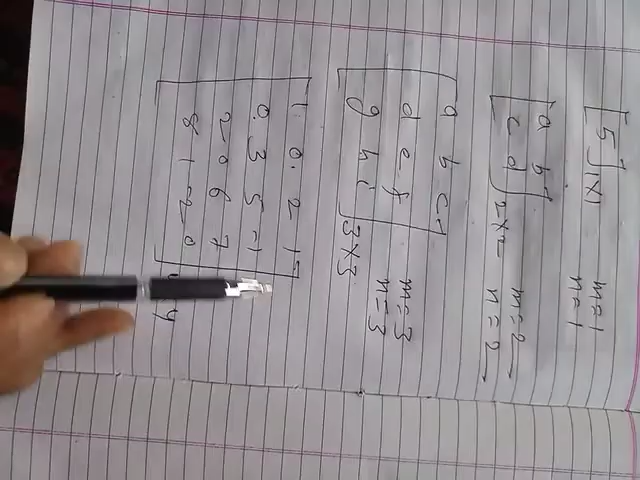 [5] 1×1 m=1
n=1
[a b
c d] 2×2 m=2
n=2
[a b c
d e f
g h i] 3×3 m=3
n=3
[1 0 2 1
0 3 5 -1
2 0 6 7
8 1 -2 0]